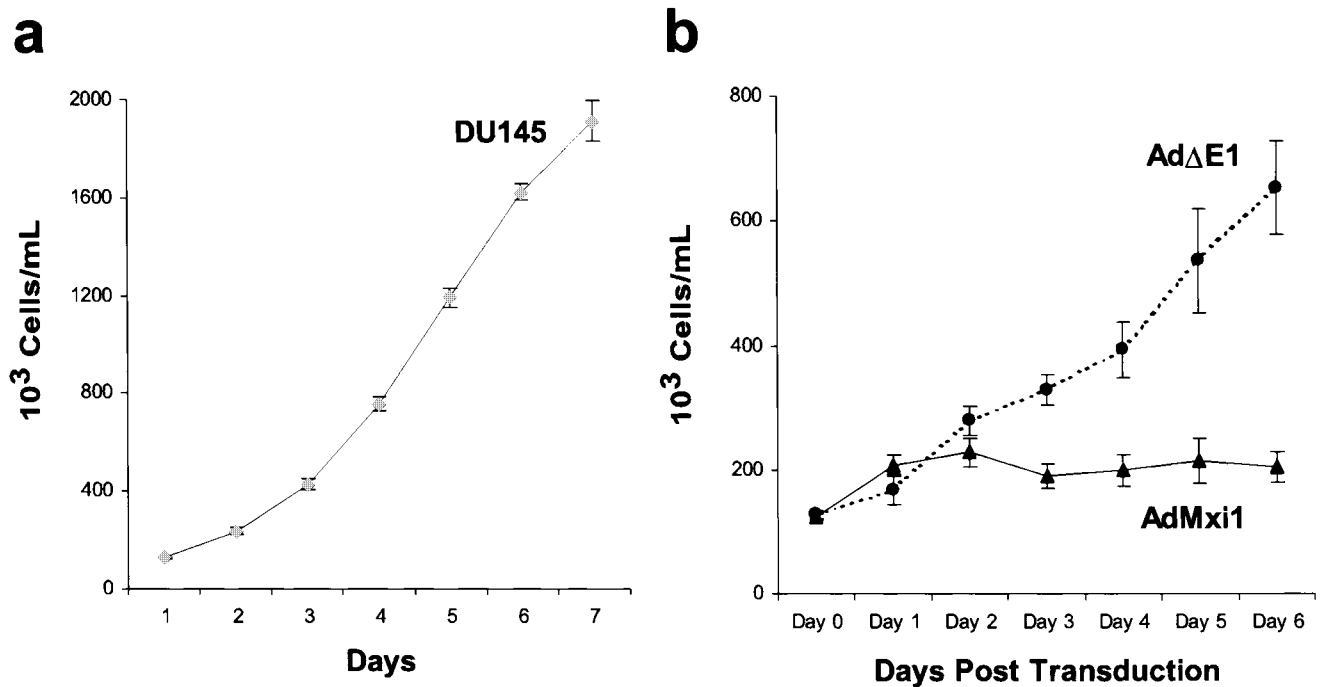 a
2000
1600
1200
800
400
0
10³ Cells/mL
DU145
1 2 3 4 5 6 7
Days
b
800
600
400
200
0
10³ Cells/mL
AdΔE1
AdMxi1
Day 0 Day 1 Day 2 Day 3 Day 4 Day 5 Day 6
Days Post Transduction